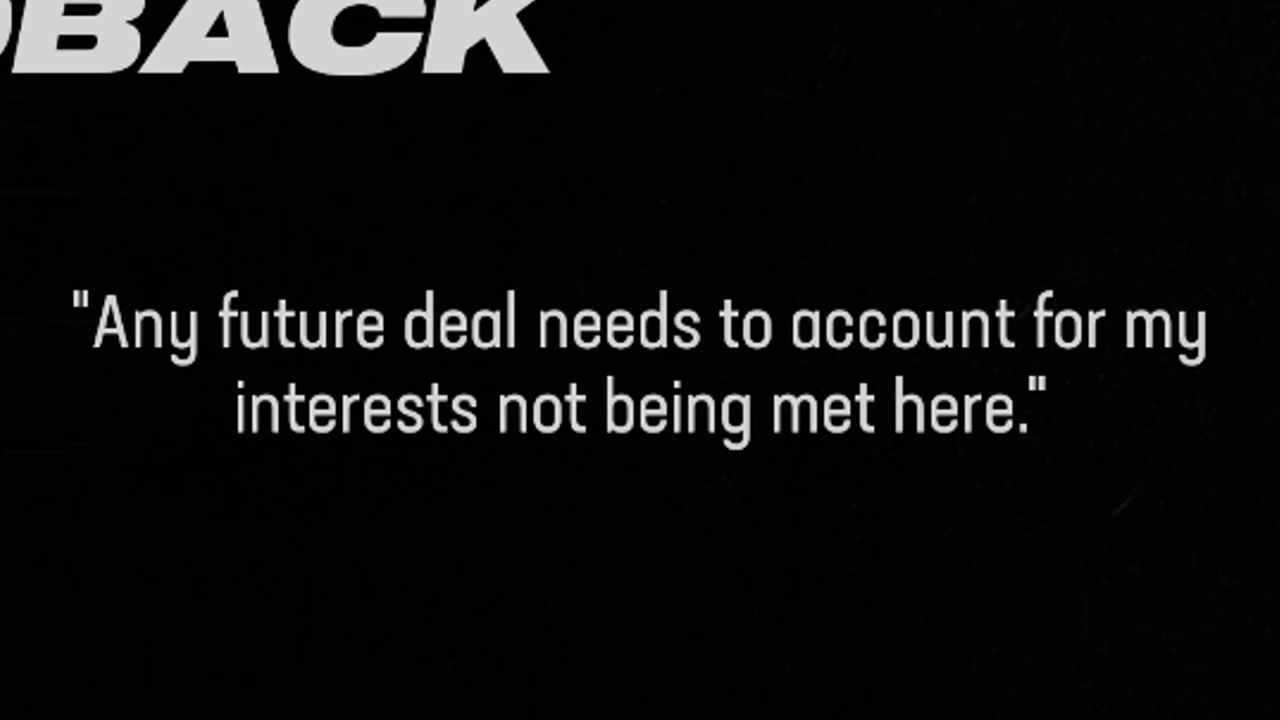 BACK
"Any future deal needs to account for my
interests not being met here."